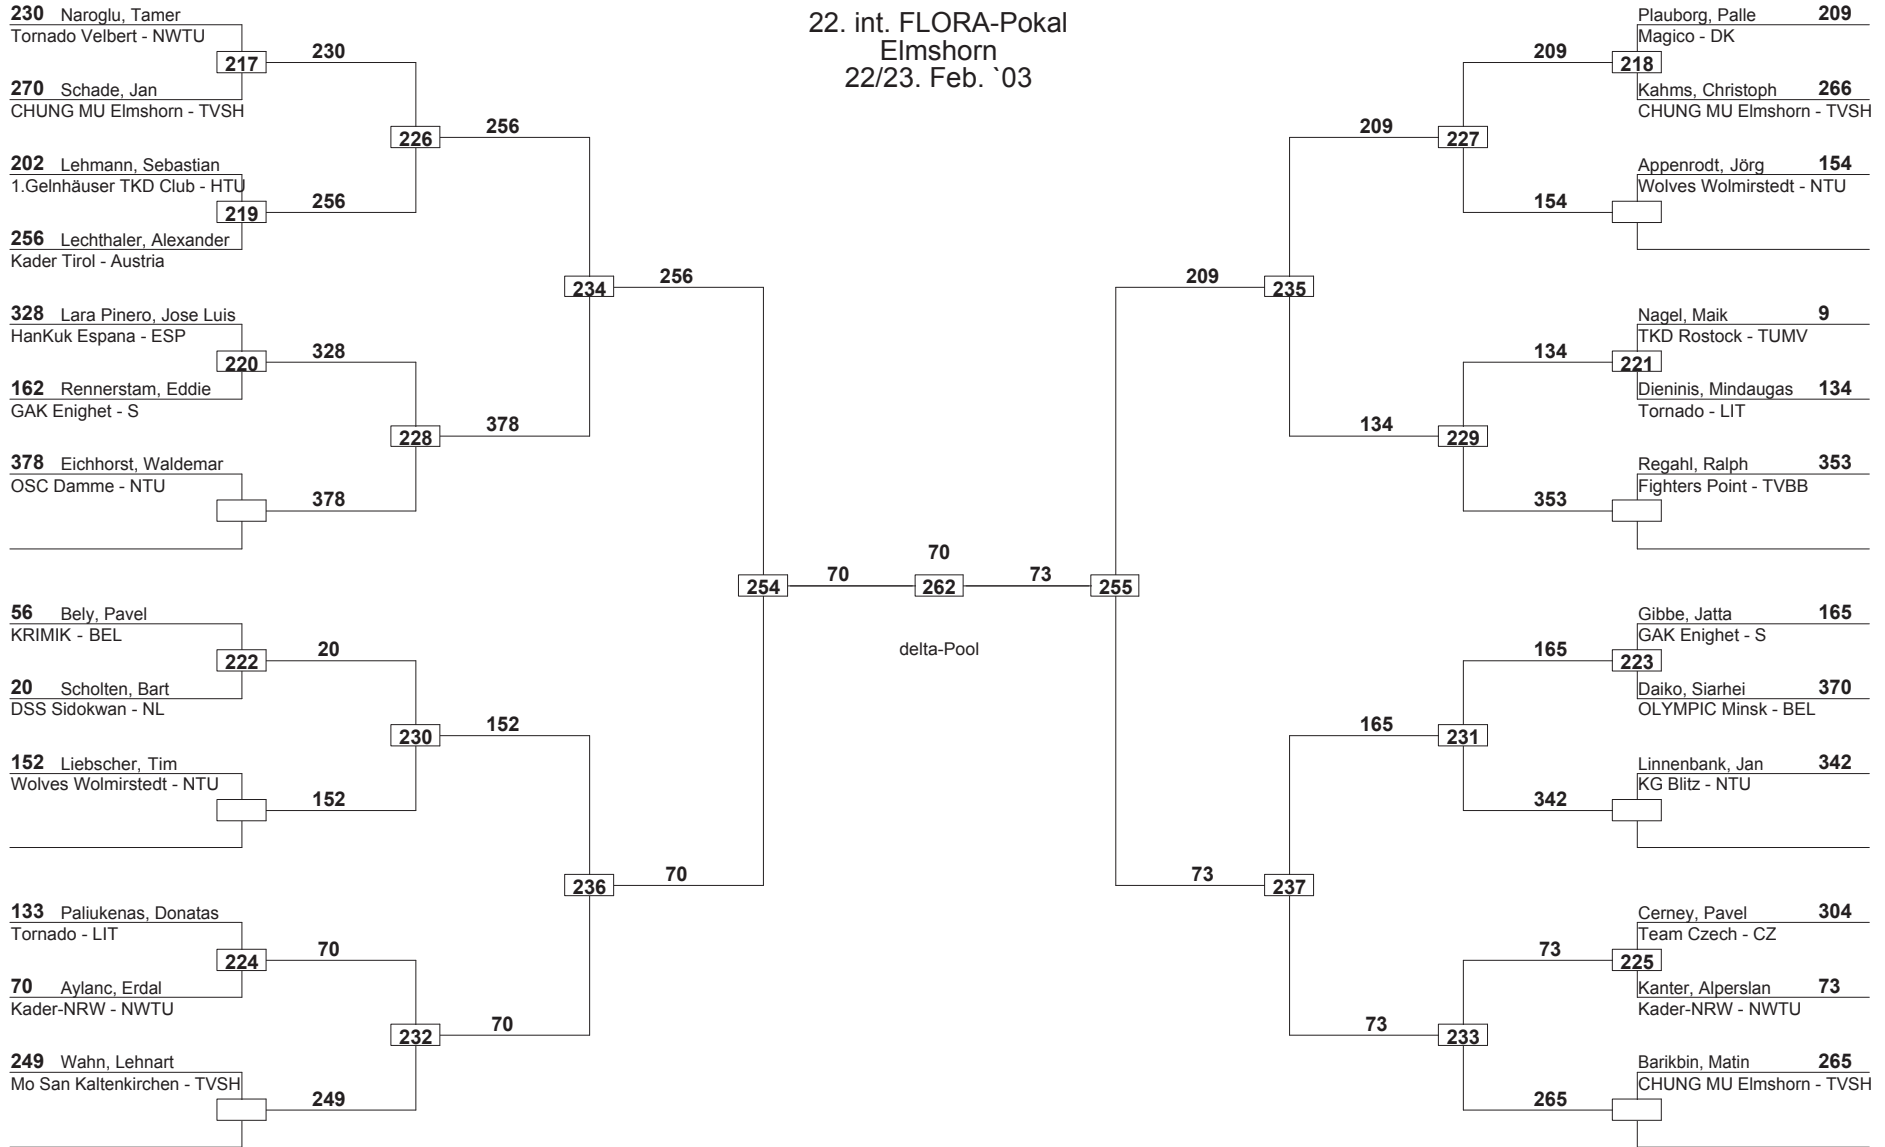 22. int. FLORA-Pokal
Elmshorn
22/23. Feb. `03
230 Naroglu, Tamer
Tornado Velbert - NWTU
217
230
270 Schade, Jan
CHUNG MU Elmshorn - TVSH
226
256
202 Lehmann, Sebastian
1.Gelnhäuser TKD Club - HTU
219
256
256 Lechthaler, Alexander
Kader Tirol - Austria
234
256
328 Lara Pinero, Jose Luis
HanKuk Espana - ESP
220
328
162 Rennerstam, Eddie
GAK Enighet - S
228
378
378 Eichhorst, Waldemar
OSC Damme - NTU
378
254
70
70
262
73
255
delta-Pool
56 Bely, Pavel
KRIMIK - BEL
222
20
20 Scholten, Bart
DSS Sidokwan - NL
230
152
152 Liebscher, Tim
Wolves Wolmirstedt - NTU
152
236
70
133 Paliukenas, Donatas
Tornado - LIT
224
70
70 Aylanc, Erdal
Kader-NRW - NWTU
232
70
249 Wahn, Lehnart
Mo San Kaltenkirchen - TVSH
249
Plauborg, Palle 209
Magico - DK
209
218
Kahms, Christoph 266
CHUNG MU Elmshorn - TVSH
209
227
Appenrodt, Jörg 154
Wolves Wolmirstedt - NTU
154
209
235
Nagel, Maik 9
TKD Rostock - TUMV
134
221
Dieninis, Mindaugas 134
Tornado - LIT
134
229
Regahl, Ralph 353
Fighters Point - TVBB
353
Gibbe, Jatta 165
GAK Enighet - S
165
223
Daiko, Siarhei 370
OLYMPIC Minsk - BEL
165
231
Linnenbank, Jan 342
KG Blitz - NTU
342
73
237
Cerney, Pavel 304
Team Czech - CZ
73
225
Kanter, Alperslan 73
Kader-NRW - NWTU
73
233
Barikbin, Matin 265
CHUNG MU Elmshorn - TVSH
265